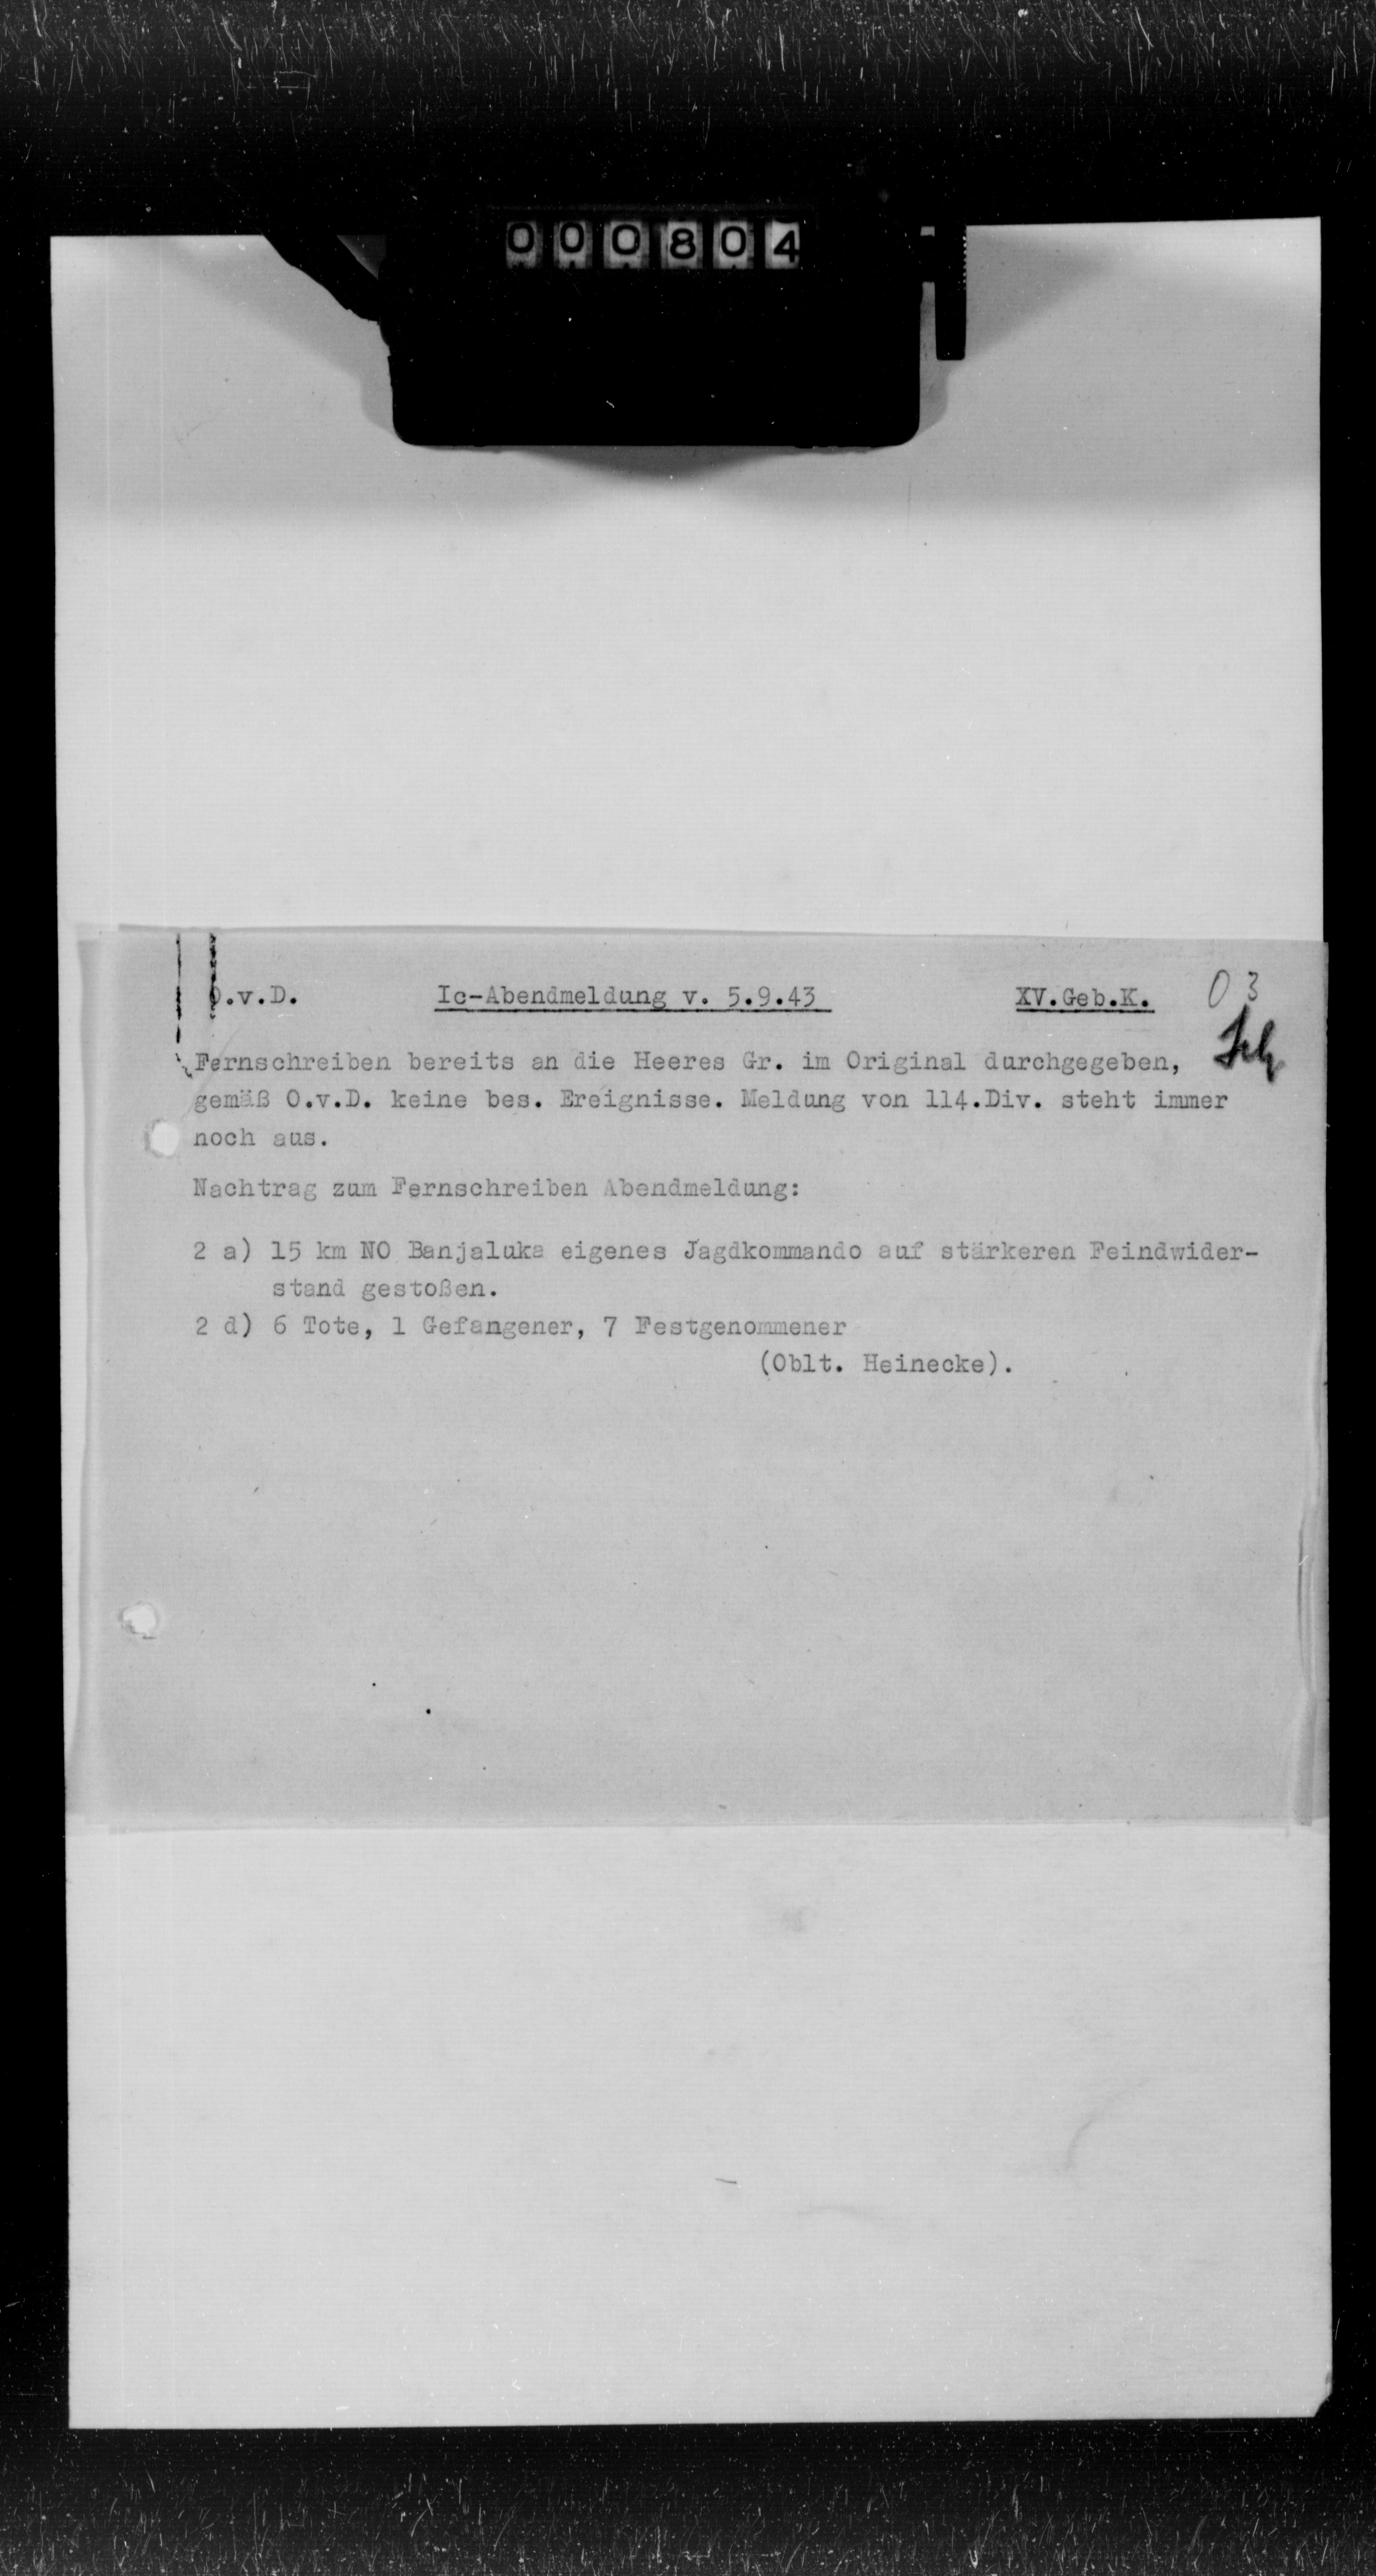 000804
O.v.D. Ic-Abendmeldung v. 5.9.43 XV.Geb.K. 03
Fernschreiben bereits an die Heeres Gr. im Original durchgegeben,
gemäß O.v.D. keine bes. Ereignisse. Meldung von 114.Div. steht immer
noch aus.
Nachtrag zum Fernschreiben Abendmeldung:
2 a) 15 km NO Banjaluka eigenes Jagdkommando auf stärkeren Feindwider-
stand gestoßen.
2 d) 6 Tote, 1 Gefangener, 7 Festgenommener
(Oblt. Heinecke).